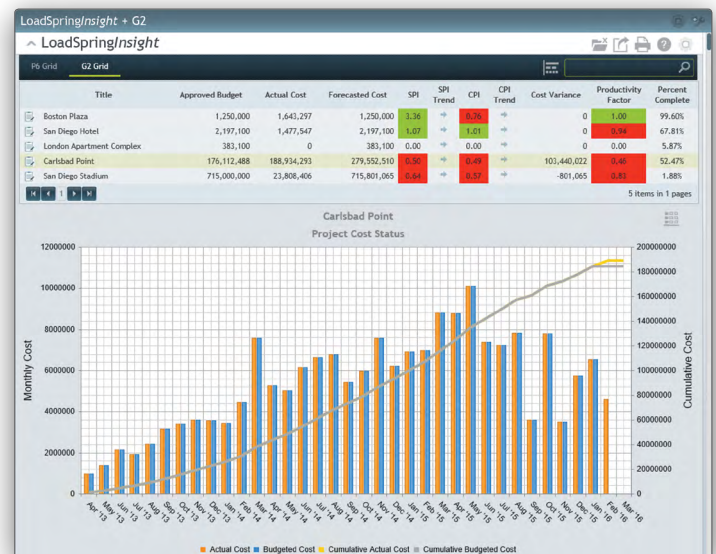 LoadSpringInsight + G2
LoadSpringInsight
P6 Grid G2 Grid
Title Approved Budget Actual Cost Forecasted Cost SPI SPI Trend CPI CPI Trend Cost Variance Productivity Factor Percent Complete
Boston Plaza 1,250,000 1,643,297 1,250,000 3.36 0.76 0 1.00 99.60%
San Diego Hotel 2,197,100 1,477,547 2,197,100 1.07 1.01 0 0.94 67.81%
London Apartment Complex 383,100 0 383,100 0.00 0.00 0 0.00 5.87%
Carlsbad Point 176,112,488 188,934,293 279,552,510 0.50 0.49 103,440,022 0.46 52.47%
San Diego Stadium 715,000,000 23,808,406 715,801,065 0.64 0.57 -801,065 0.83 1.88%
1 5 items in 1 pages
Carlsbad Point
Project Cost Status
Monthly Cost
12000000
10000000
8000000
6000000
4000000
2000000
0
200000000
180000000
160000000
140000000
120000000
100000000
80000000
60000000
40000000
20000000
0
Cumulative Cost
Apr '13 May '13 Jun '13 Jul '13 Aug '13 Sep '13 Oct '13 Nov '13 Dec '13 Jan '14 Feb '14 Mar '14 Apr '14 May '14 Jun '14 Jul '14 Aug '14 Sep '14 Oct '14 Nov '14 Dec '14 Jan '15 Feb '15 Mar '15 Apr '15 May '15 Jun '15 Jul '15 Aug '15 Sep '15 Oct '15 Nov '15 Dec '15 Jan '16 Feb '16 Mar '16
Actual Cost Budgeted Cost Cumulative Actual Cost Cumulative Budgeted Cost